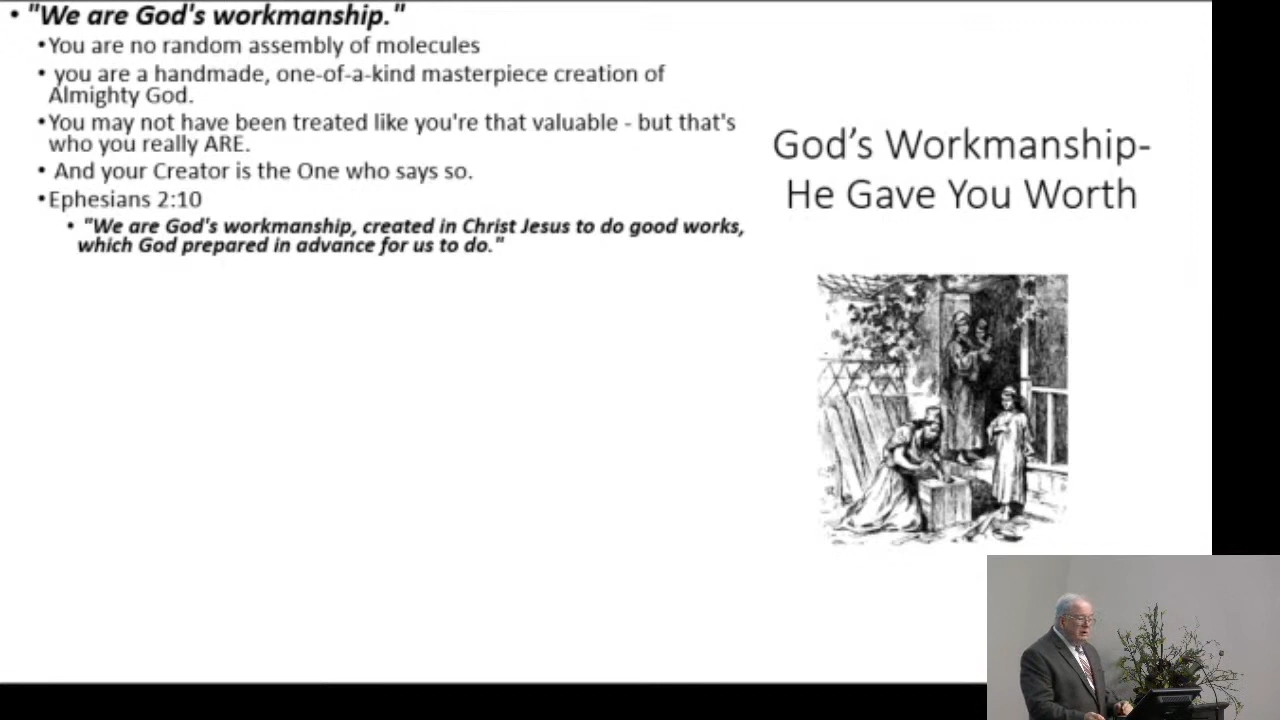 • "We are God's workmanship."
•You are no random assembly of molecules
• you are a handmade, one-of-a-kind masterpiece creation of
Almighty God.
•You may not have been treated like you're that valuable - but that's
who you really ARE.
• And your Creator is the One who says so.
•Ephesians 2:10
• "We are God's workmanship, created in Christ Jesus to do good works,
which God prepared in advance for us to do."
God’s Workmanship-
He Gave You Worth